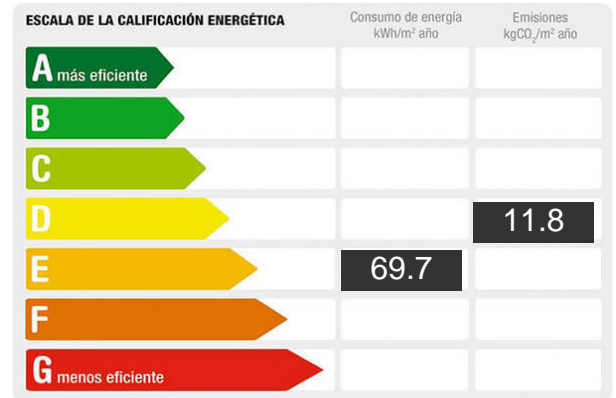 ESCALA DE LA CALIFICACIÓN ENERGÉTICA
Consumo de energía
kWh/m² año
Emisiones
kgCO₂/m² año
A más eficiente
B
C
D
11.8
E
69.7
F
G menos eficiente